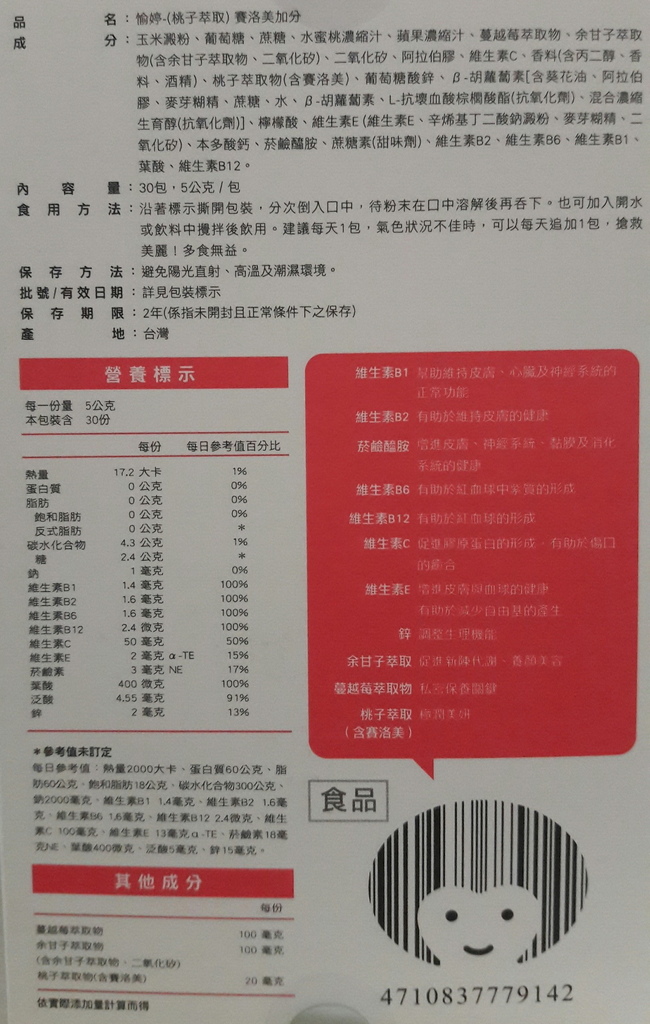 品名：愉婷-(桃子萃取) 賽洛美加分
成分：玉米澱粉、葡萄糖、蔗糖、水蜜桃濃縮汁、蘋果濃縮汁、蔓越莓萃取物、余甘子萃取
物(含余甘子萃取物、二氧化矽)、二氧化矽、阿拉伯膠、維生素C、香料(含丙二醇、香
料、酒精)、桃子萃取物(含賽洛美)、葡萄糖酸鋅、β-胡蘿蔔素[含葵花油、阿拉伯
膠、麥芽糊精、蔗糖、水、β-胡蘿蔔素、L-抗壞血酸棕櫚酸酯(抗氧化劑)、混合濃縮
生育醇(抗氧化劑)]、檸檬酸、維生素E (維生素E、辛烯基丁二酸鈉澱粉、麥芽糊精、二
氧化矽)、本多酸鈣、菸鹼醯胺、蔗糖素(甜味劑)、維生素B2、維生素B6、維生素B1、
葉酸、維生素B12。
內容量：30包，5公克 / 包
食用方法：沿著標示撕開包裝，分次倒入口中，待粉末在口中溶解後再吞下。也可加入開水
或飲料中攪拌後飲用。建議每天1包，氣色狀況不佳時，可以每天追加1包，搶救
美麗！多食無益。
保存方法：避免陽光直射、高溫及潮濕環境。
批號/有效日期：詳見包裝標示
保存期限：2年(係指未開封且正常條件下之保存)
產地：台灣
營養標示
每一份量 5公克
本包裝含 30份
每份 每日參考值百分比
熱量 17.2 大卡 1%
蛋白質 0 公克 0%
脂肪 0 公克 0%
飽和脂肪 0 公克 0%
反式脂肪 0 公克 *
碳水化合物 4.3 公克 1%
糖 2.4 公克 *
鈉 1 毫克 0%
維生素B1 1.4 毫克 100%
維生素B2 1.6 毫克 100%
維生素B6 1.6 毫克 100%
維生素B12 2.4 微克 100%
維生素C 50 毫克 50%
維生素E 2 毫克 α-TE 15%
菸鹼素 3 毫克 NE 17%
葉酸 400 微克 100%
泛酸 4.55 毫克 91%
鋅 2 毫克 13%
*參考值未訂定
每日參考值：熱量2000大卡、蛋白質60公克、脂
肪60公克、飽和脂肪18公克、碳水化合物300公克、
鈉2000毫克、維生素B1 1.4毫克、維生素B2 1.6毫
克、維生素B6 1.6毫克、維生素B12 2.4微克、維生
素C 100毫克、維生素E 13毫克α-TE、菸鹼素18毫
克NE、葉酸400微克、泛酸5毫克、鋅15毫克。
其他成分
每份
蔓越莓萃取物 100 毫克
余甘子萃取物 100 毫克
(含余甘子萃取物、二氧化矽)
桃子萃取物(含賽洛美) 20 毫克
依實際添加量計算而得
維生素B1 幫助維持皮膚、心臟及神經系統的
正常功能
維生素B2 有助於維持皮膚的健康
菸鹼醯胺 增進皮膚、神經系統、黏膜及消化
系統的健康
維生素B6 有助於紅血球中紫質的形成
維生素B12 有助於紅血球的形成
維生素C 促進膠原蛋白的形成，有助於傷口
的癒合
維生素E 增進皮膚與血球的健康
有助於減少自由基的產生
鋅 調整生理機能
余甘子萃取 促進新陳代謝、養顏美容
蔓越莓萃取物 私密保養關鍵
桃子萃取
(含賽洛美)
食品
4710837779142